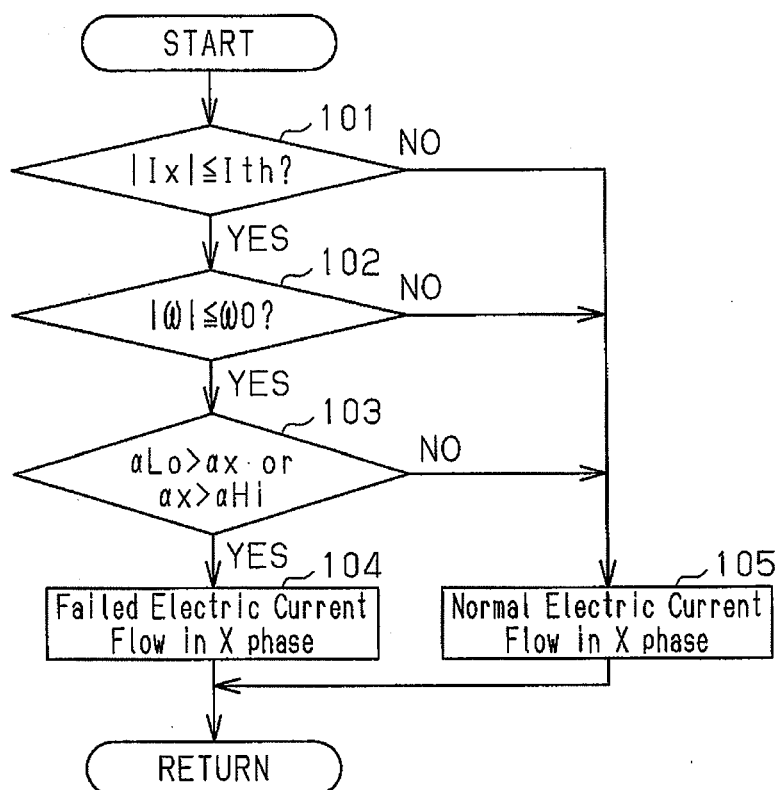 START
101
|Ix|≦Ith?
NO
YES
102
|ω|≦ω0?
NO
YES
103
αLo>αx or
αx>αHi
NO
YES
104
Failed Electric Current
Flow in X phase
105
Normal Electric Current
Flow in X phase
RETURN